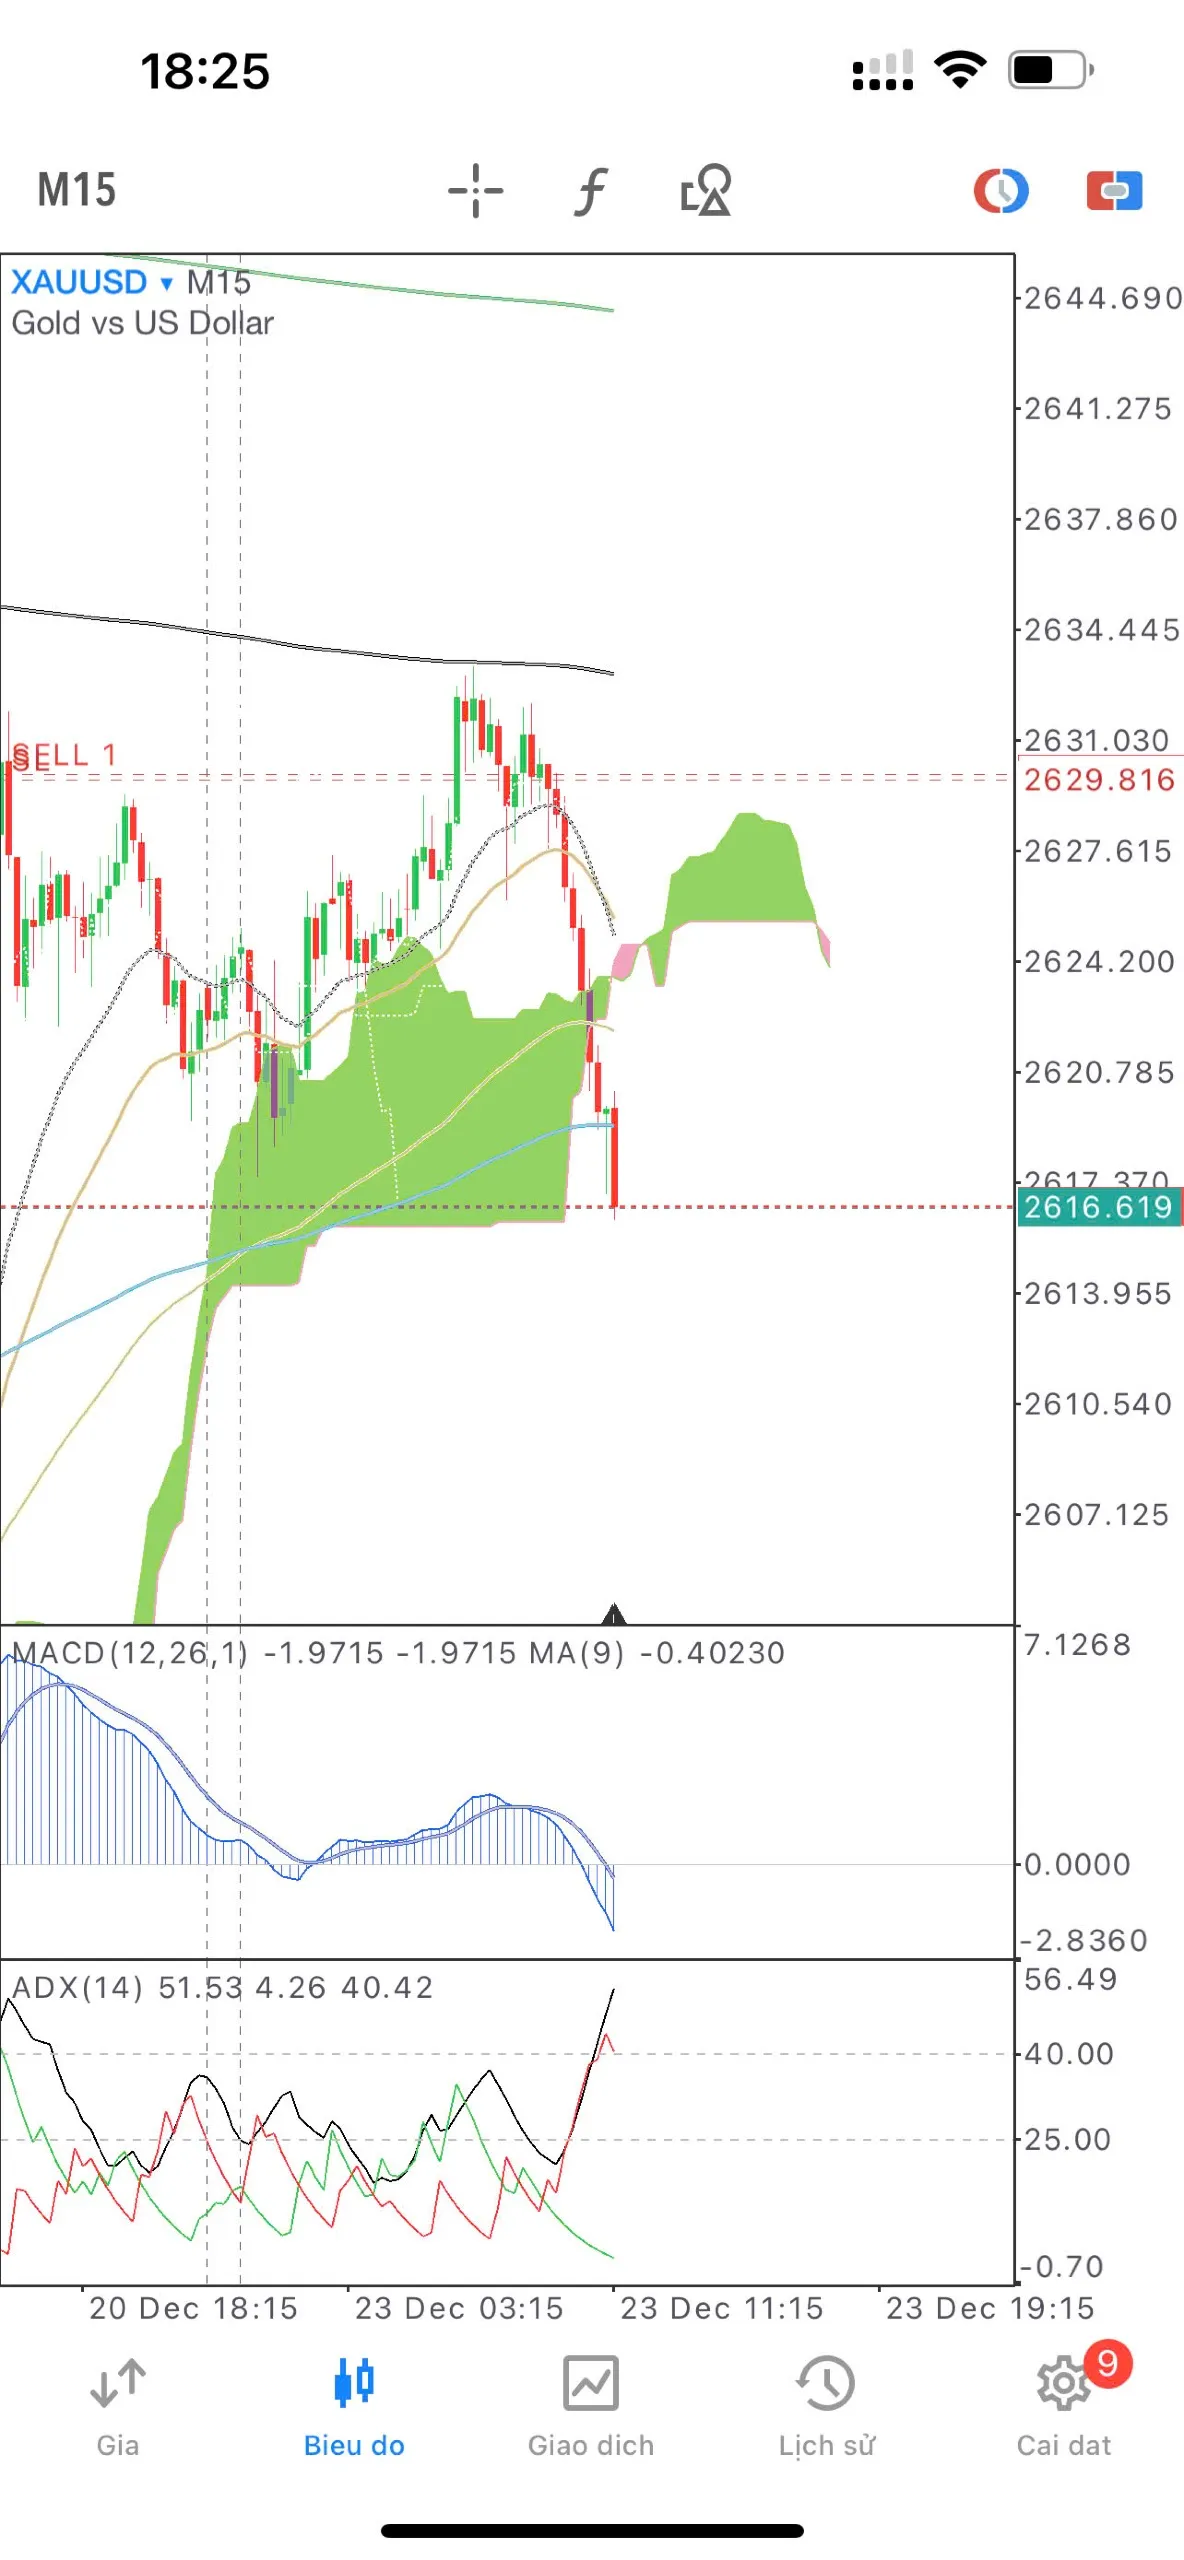 18:25
M15
XAUUSD ▼ M15
Gold vs US Dollar
2644.690
2641.275
2637.860
2634.445
2631.030
SELL 1
2629.816
2627.615
2624.200
2620.785
2617.370
2616.619
2613.955
2610.540
2607.125
MACD(12,26,1) -1.9715 -1.9715 MA(9) -0.40230
7.1268
0.0000
-2.8360
ADX(14) 51.53 4.26 40.42
56.49
40.00
25.00
-0.70
20 Dec 18:15 23 Dec 03:15 23 Dec 11:15 23 Dec 19:15
9
Gia Bieu do Giao dich Lịch sử Cai dat